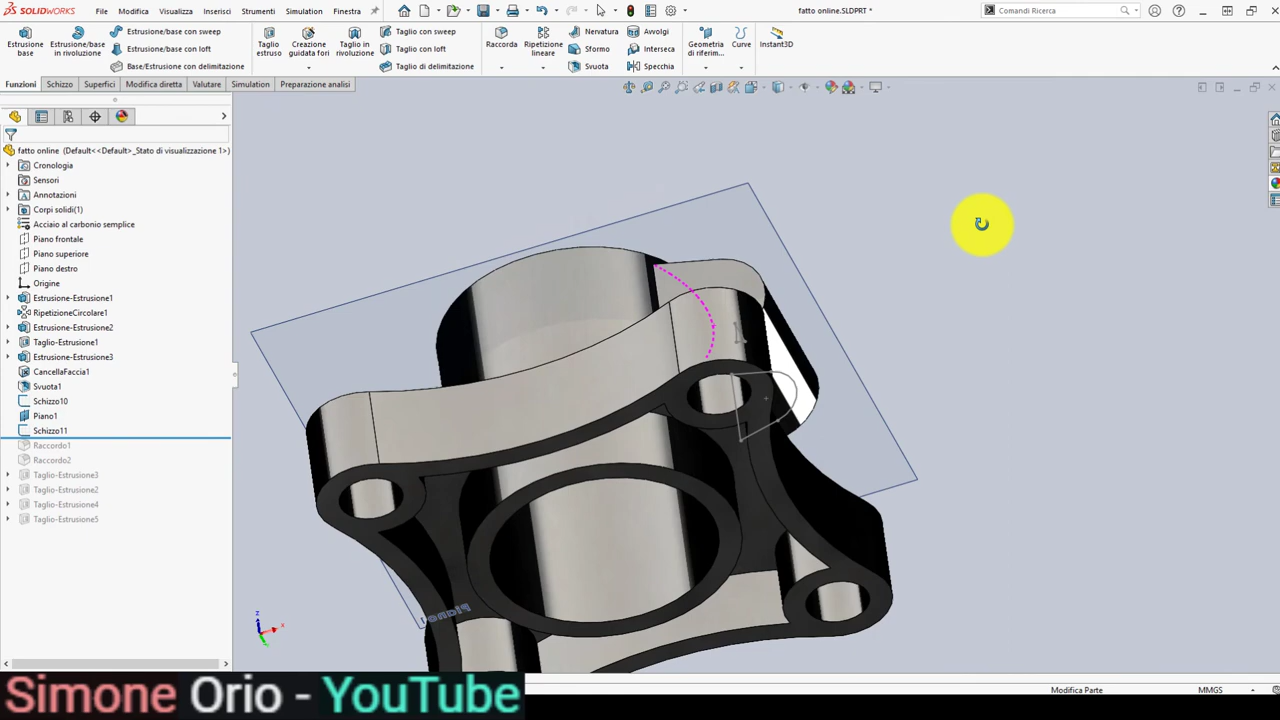 SOLIDWORKS File Modifica Visualizza Inserisci Strumenti Simulation Finestra fatto online.SLDPRT * Comandi Ricerca
Estrusione base
Estrusione/base in rivoluzione
Estrusione/base con sweep
Estrusione/base con loft
Base/Estrusione con delimitazione
Taglio estruso
Creazione guidata fori
Taglio in rivoluzione
Taglio con sweep
Taglio con loft
Taglio di delimitazione
Raccorda
Ripetizione lineare
Nervatura
Sformo
Svuota
Avvolgi
Interseca
Specchia
Geometria di riferim...
Curve
Instant3D
Funzioni Schizzo Superfici Modifica diretta Valutare Simulation Preparazione analisi
fatto online (Default<<Default>_Stato di visualizzazione 1>)
Cronologia
Sensori
Annotazioni
Corpi solidi(1)
Acciaio al carbonio semplice
Piano frontale
Piano superiore
Piano destro
Origine
Estrusione-Estrusione1
RipetizioneCircolare1
Estrusione-Estrusione2
Taglio-Estrusione1
Estrusione-Estrusione3
CancellaFaccia1
Svuota1
Schizzo10
Piano1
Schizzo11
Raccordo1
Raccordo2
Taglio-Estrusione3
Taglio-Estrusione2
Taglio-Estrusione4
Taglio-Estrusione5
Piano1
z
x
Modifica Parte MMGS
Simone Orio - YouTube